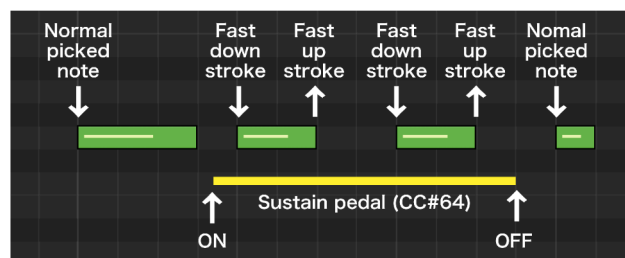 Normal picked note
Fast down stroke
Fast up stroke
Fast down stroke
Fast up stroke
Nomal picked note
Sustain pedal (CC#64)
ON
OFF